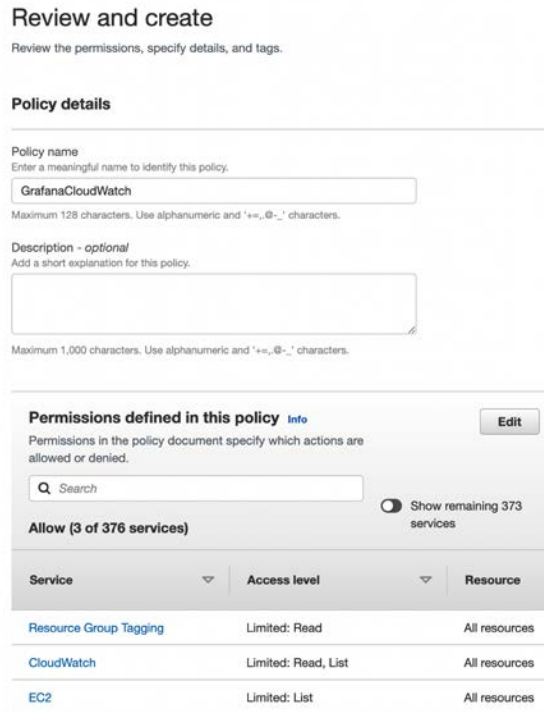 Review and create
Review the permissions, specify details, and tags.
Policy details
Policy name
Enter a meaningful name to identify this policy.
GrafanaCloudWatch
Maximum 128 characters. Use alphanumeric and '+=,.@-_' characters.
Description - optional
Add a short explanation for this policy.
Maximum 1,000 characters. Use alphanumeric and '+=,.@-_' characters.
Permissions defined in this policy Info
Edit
Permissions in the policy document specify which actions are
allowed or denied.
Search
Show remaining 373
services
Allow (3 of 376 services)
Service Access level Resource
Resource Group Tagging Limited: Read All resources
CloudWatch Limited: Read, List All resources
EC2 Limited: List All resources